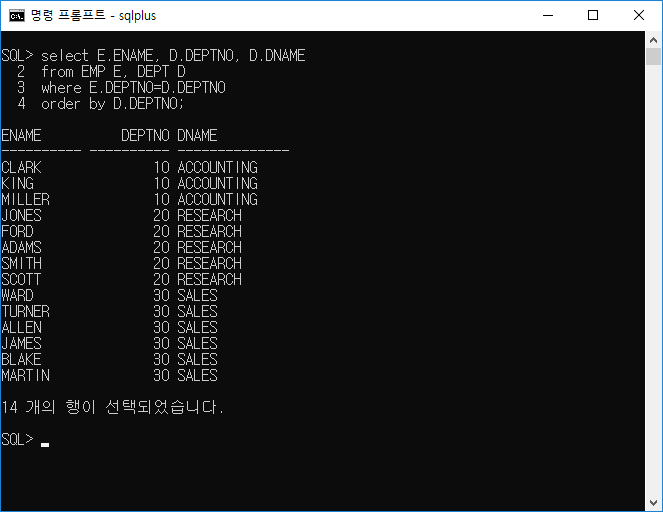 명령 프롬프트 - sqlplus
SQL> select E.ENAME, D.DEPTNO, D.DNAME
  2  from EMP E, DEPT D
  3  where E.DEPTNO=D.DEPTNO
  4  order by D.DEPTNO;
ENAME          DEPTNO DNAME
---------- ---------- --------------
CLARK              10 ACCOUNTING
KING               10 ACCOUNTING
MILLER             10 ACCOUNTING
JONES              20 RESEARCH
FORD               20 RESEARCH
ADAMS              20 RESEARCH
SMITH              20 RESEARCH
SCOTT              20 RESEARCH
WARD               30 SALES
TURNER             30 SALES
ALLEN              30 SALES
JAMES              30 SALES
BLAKE              30 SALES
MARTIN             30 SALES
14 개의 행이 선택되었습니다.
SQL>